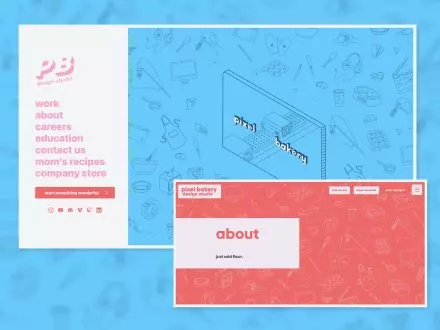 PB
design studio
work
about
careers
education
contact us
mom's recipes
company store
start something wonderful
pixel
bakery
pixel bakery
design studio
about
just add flour.